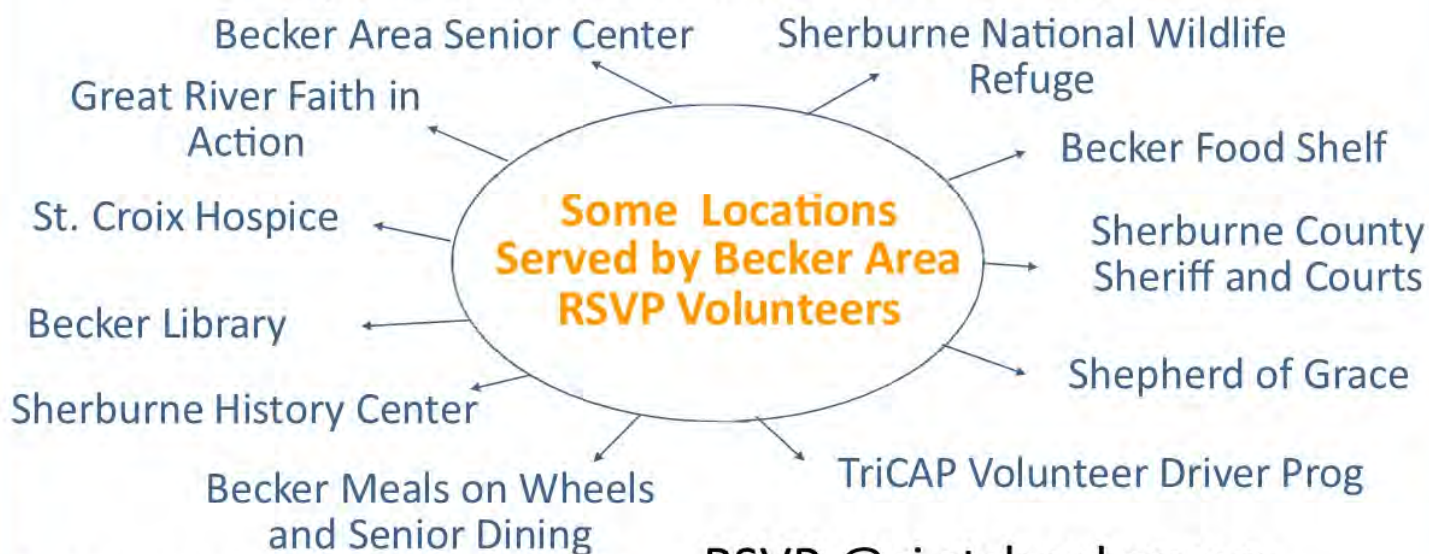 Becker Area Senior Center
Sherburne National Wildlife
Refuge
Great River Faith in
Action
Becker Food Shelf
St. Croix Hospice
Some Locations
Served by Becker Area
RSVP Volunteers
Sherburne County
Sheriff and Courts
Becker Library
Shepherd of Grace
Sherburne History Center
TriCAP Volunteer Driver Prog
Becker Meals on Wheels
and Senior Dining